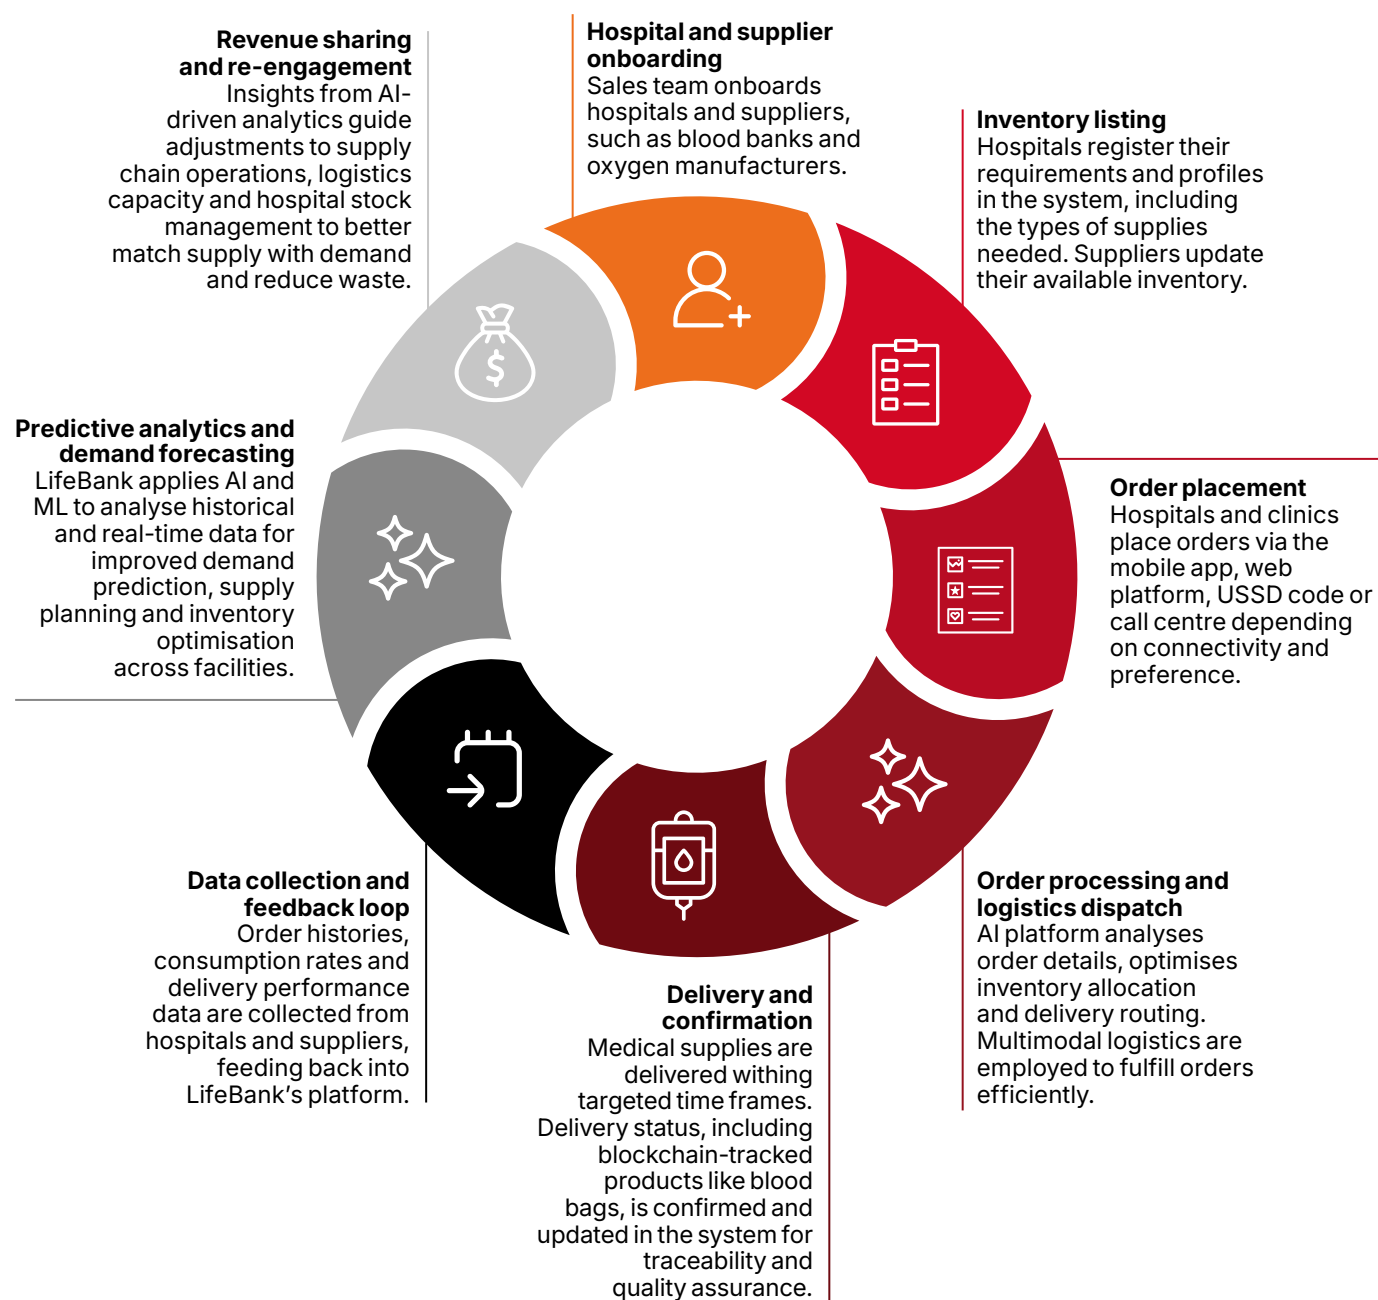 Hospital and supplier
onboarding
Sales team onboards
hospitals and suppliers,
such as blood banks and
oxygen manufacturers.
Inventory listing
Hospitals register their
requirements and profiles
in the system, including
the types of supplies
needed. Suppliers update
their available inventory.
Order placement
Hospitals and clinics
place orders via the
mobile app, web
platform, USSD code or
call centre depending
on connectivity and
preference.
Order processing and
logistics dispatch
AI platform analyses
order details, optimises
inventory allocation
and delivery routing.
Multimodal logistics are
employed to fulfill orders
efficiently.
Delivery and
confirmation
Medical supplies are
delivered withing
targeted time frames.
Delivery status, including
blockchain-tracked
products like blood
bags, is confirmed and
updated in the system for
traceability and
quality assurance.
Data collection and
feedback loop
Order histories,
consumption rates and
delivery performance
data are collected from
hospitals and suppliers,
feeding back into
LifeBank’s platform.
Predictive analytics and
demand forecasting
LifeBank applies AI and
ML to analyse historical
and real-time data for
improved demand
prediction, supply
planning and inventory
optimisation
across facilities.
Revenue sharing
and re-engagement
Insights from AI-
driven analytics guide
adjustments to supply
chain operations, logistics
capacity and hospital stock
management to better
match supply with demand
and reduce waste.
$